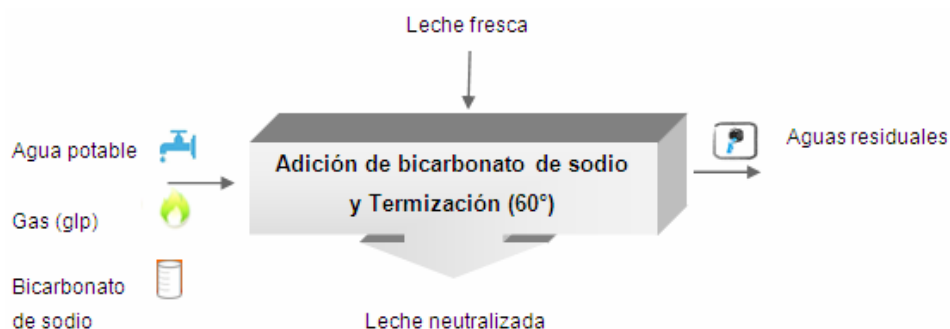 Leche fresca
Agua potable
Gas (glp)
Bicarbonato
de sodio
Adición de bicarbonato de sodio
y Termización (60°)
Aguas residuales
Leche neutralizada